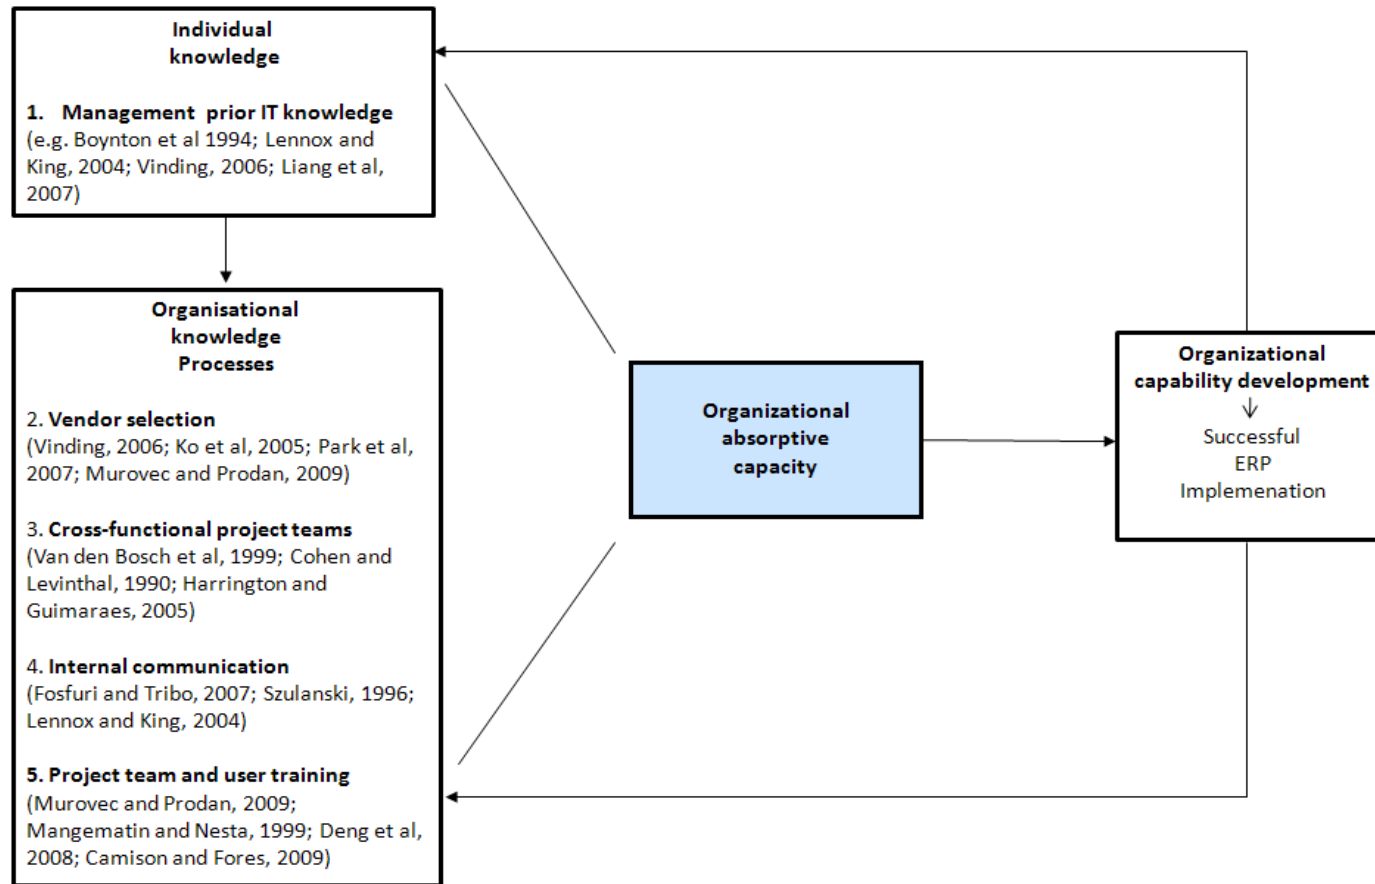 Individual
knowledge
1. Management prior IT knowledge
(e.g. Boynton et al 1994; Lennox and
King, 2004; Vinding, 2006; Liang et al,
2007)
Organisational
knowledge
Processes
2. Vendor selection
(Vinding, 2006; Ko et al, 2005; Park et al,
2007; Murovec and Prodan, 2009)
3. Cross-functional project teams
(Van den Bosch et al, 1999; Cohen and
Levinthal, 1990; Harrington and
Guimaraes, 2005)
4. Internal communication
(Fosfuri and Tribo, 2007; Szulanski, 1996;
Lennox and King, 2004)
5. Project team and user training
(Murovec and Prodan, 2009;
Mangematin and Nesta, 1999; Deng et al,
2008; Camison and Fores, 2009)
Organizational
absorptive
capacity
Organizational
capability development
Successful
ERP
Implemenation